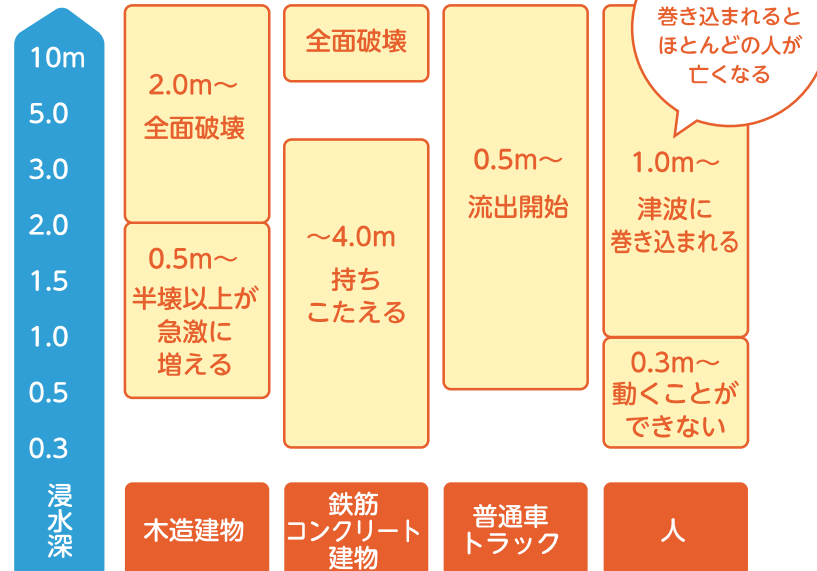 10m
5.0
3.0
2.0
1.5
1.0
0.5
0.3
浸水深
2.0m～
全面破壊
0.5m～
半壊以上が
急激に
増える
木造建物
全面破壊
～4.0m
持ち
こたえる
鉄筋
コンクリート
建物
0.5m～
流出開始
普通車
トラック
巻き込まれると
ほとんどの人が
亡くなる
1.0m～
津波に
巻き込まれる
0.3m～
動くことが
できない
人